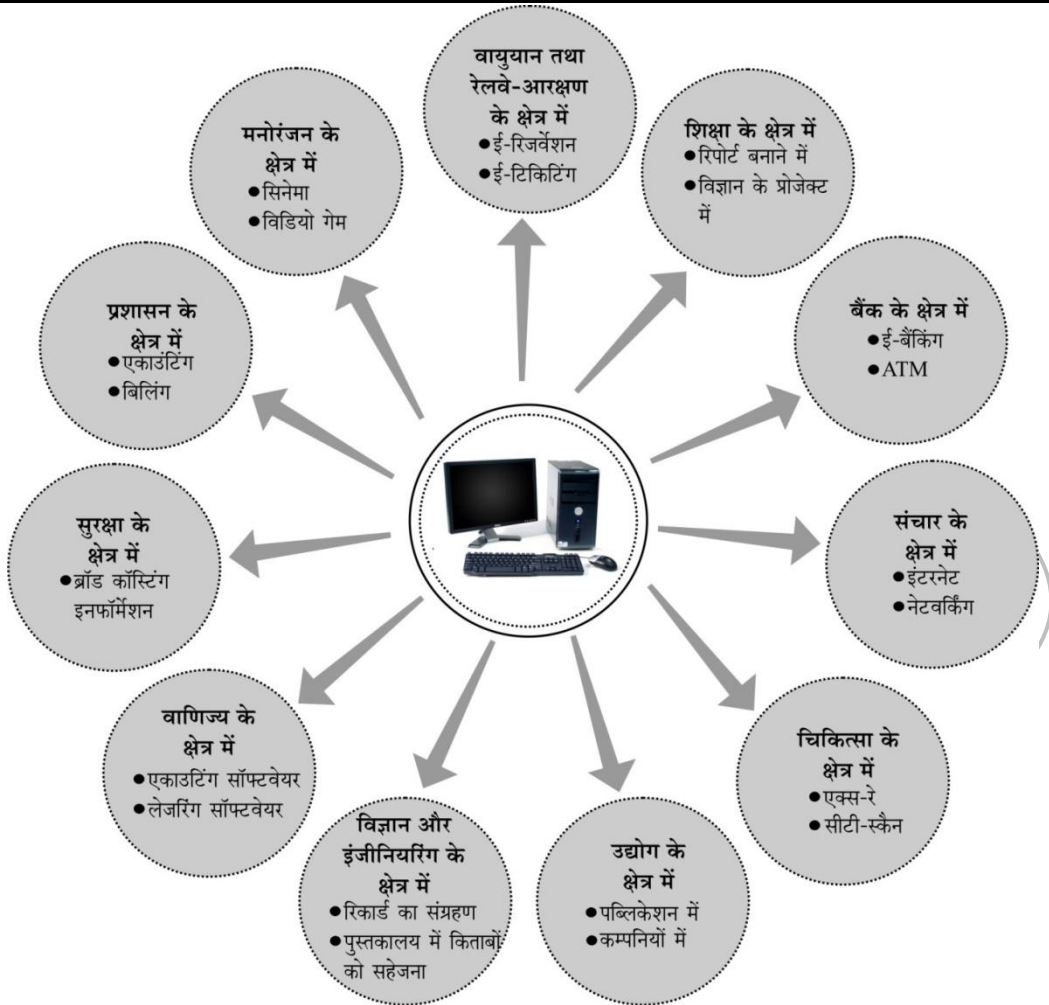 वायुयान तथा
रेलवे-आरक्षण
के क्षेत्र में
●ई-रिजर्वेशन
●ई-टिकिटिंग
शिक्षा के क्षेत्र में
●रिपोर्ट बनाने में
●विज्ञान के प्रोजेक्ट
में
बैंक के क्षेत्र में
●ई-बैंकिंग
●ATM
संचार के
क्षेत्र में
●इंटरनेट
●नेटवर्किंग
चिकित्सा के
क्षेत्र में
●एक्स-रे
●सीटी-स्कैन
उद्योग के
क्षेत्र में
●पब्लिकेशन में
●कम्पनियों में
विज्ञान और
इंजीनियरिंग के
क्षेत्र में
●रिकार्ड का संग्रहण
●पुस्तकालय में किताबों
को सहेजना
वाणिज्य के
क्षेत्र में
●एकाउटिंग सॉफ्टवेयर
●लेजरिंग सॉफ्टवेयर
सुरक्षा के
क्षेत्र में
●ब्रॉड कॉस्टिंग
इनफॉर्मेशन
प्रशासन के
क्षेत्र में
●एकाउंटिंग
●बिलिंग
मनोरंजन के
क्षेत्र में
●सिनेमा
●विडियो गेम